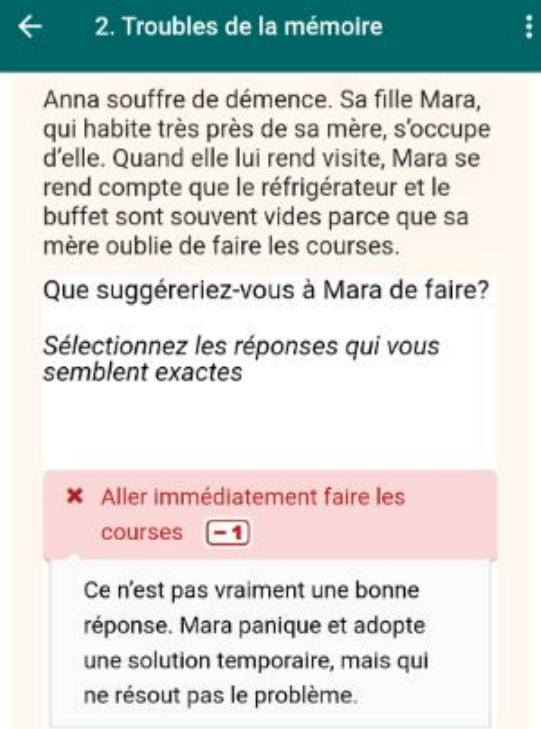 2. Troubles de la mémoire
Anna souffre de démence. Sa fille Mara,
qui habite très près de sa mère, s'occupe
d'elle. Quand elle lui rend visite, Mara se
rend compte que le réfrigérateur et le
buffet sont souvent vides parce que sa
mère oublie de faire les courses.
Que suggéreriez-vous à Mara de faire?
Sélectionnez les réponses qui vous
semblent exactes
Aller immédiatement faire les
courses −1
Ce n'est pas vraiment une bonne
réponse. Mara panique et adopte
une solution temporaire, mais qui
ne résout pas le problème.